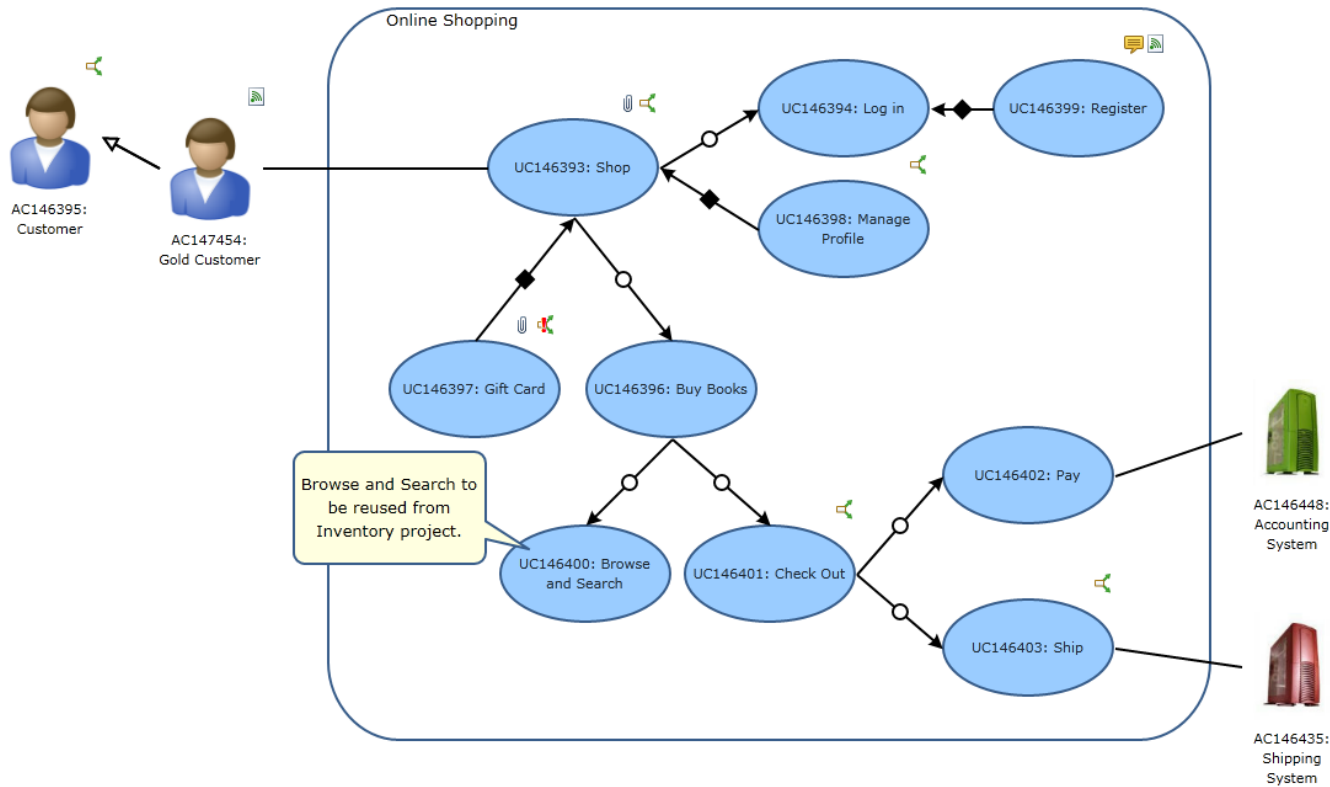 Online Shopping
AC146395:
Customer
AC147454:
Gold Customer
UC146393: Shop
UC146394: Log in
UC146399: Register
UC146398: Manage
Profile
UC146397: Gift Card
UC146396: Buy Books
Browse and Search to
be reused from
Inventory project.
UC146400: Browse
and Search
UC146401: Check Out
UC146402: Pay
UC146403: Ship
AC146448:
Accounting
System
AC146435:
Shipping
System